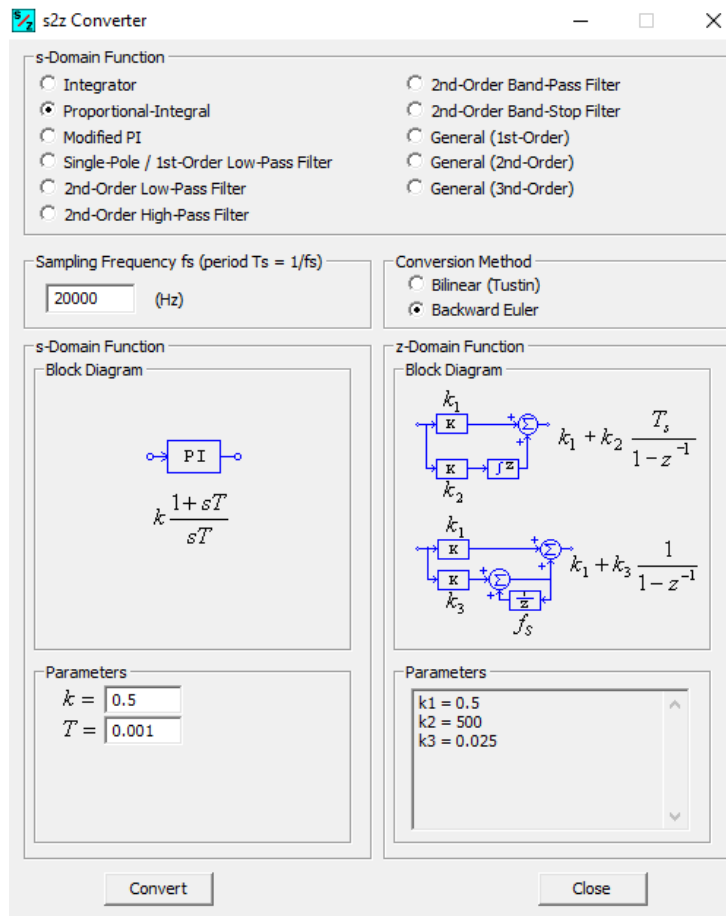 s2z Converter
s-Domain Function
Integrator
Proportional-Integral
Modified PI
Single-Pole / 1st-Order Low-Pass Filter
2nd-Order Low-Pass Filter
2nd-Order High-Pass Filter
2nd-Order Band-Pass Filter
2nd-Order Band-Stop Filter
General (1st-Order)
General (2nd-Order)
General (3nd-Order)
Sampling Frequency fs (period Ts = 1/fs)
20000 (Hz)
Conversion Method
Bilinear (Tustin)
Backward Euler
s-Domain Function
Block Diagram
PI
k (1+sT)/(sT)
Parameters
k = 0.5
T = 0.001
z-Domain Function
Block Diagram
k₁
K
K
∫z
k₂
k₁ + k₂ Tₛ/(1−z⁻¹)
k₁
K
K
k₃
1/z
fₛ
k₁ + k₃ 1/(1−z⁻¹)
Parameters
k1 = 0.5
k2 = 500
k3 = 0.025
Convert
Close